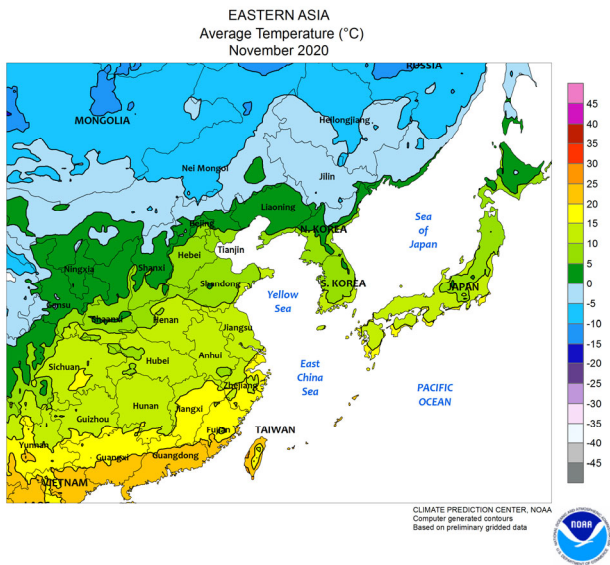 EASTERN ASIA
Average Temperature (°C)
November 2020
RUSSIA
MONGOLIA
Heilongjiang
Nei Mongol
Jilin
Liaoning
Beijing
N. KOREA
Tianjin
Hebei
Ningxia
Shanxi
Shandong
S. KOREA
JAPAN
Sea
of
Japan
Yellow
Sea
Gansu
Shaanxi
Henan
Jiangsu
Anhui
Hubei
Sichuan
Zhejiang
East
China
Sea
PACIFIC
OCEAN
Hunan
Jiangxi
Guizhou
Fujian
TAIWAN
Yunnan
Guangxi
Guangdong
VIETNAM
45
40
35
30
25
20
15
10
5
0
-5
-10
-15
-20
-25
-30
-35
-40
-45
CLIMATE PREDICTION CENTER, NOAA
Computer generated contours
Based on preliminary gridded data
NOAA